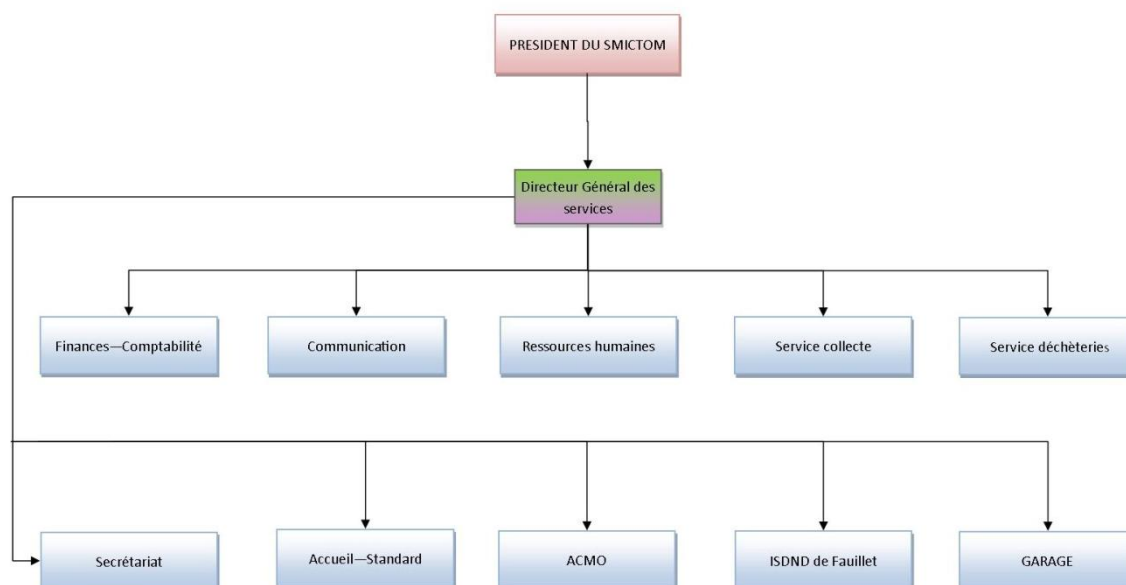 PRESIDENT DU SMICTOM
Directeur Général des
services
Finances—Comptabilité
Communication
Ressources humaines
Service collecte
Service déchèteries
Secrétariat
Accueil—Standard
ACMO
ISDND de Fauillet
GARAGE